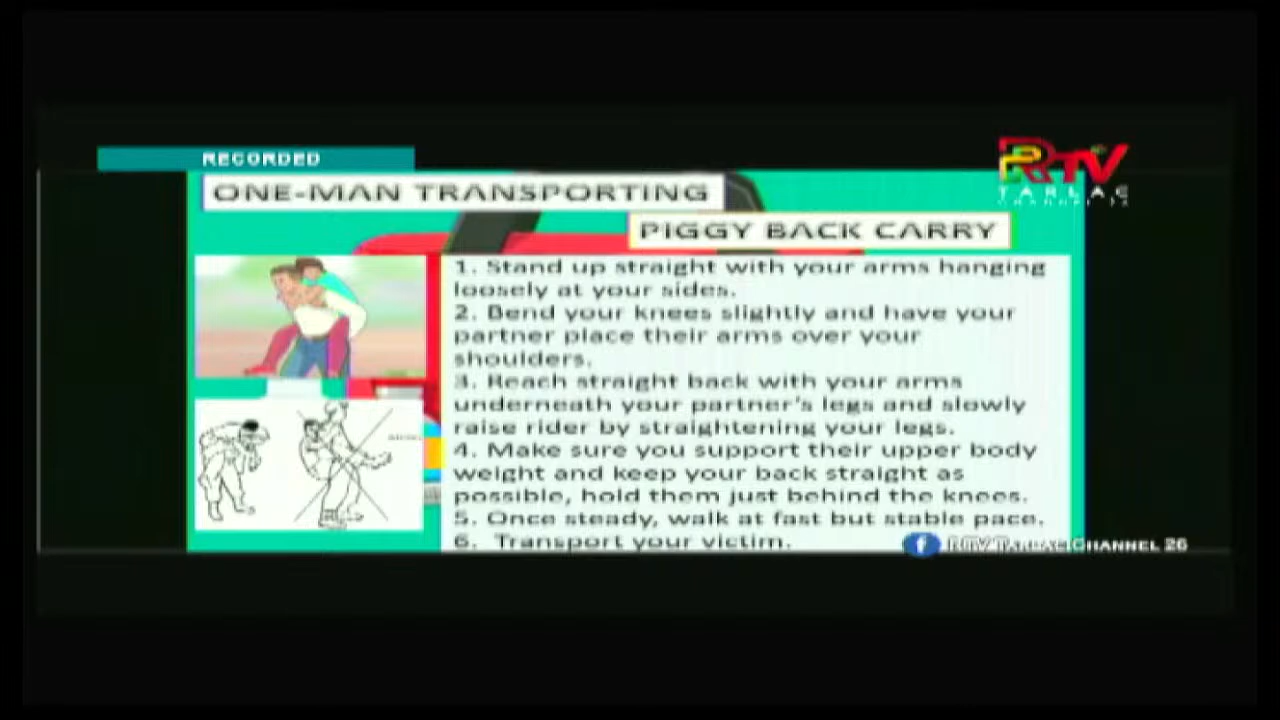 RECORDED
RTV
TARLAC
ONE-MAN TRANSPORTING
PIGGY BACK CARRY
1. Stand up straight with your arms hanging
loosely at your sides.
2. Bend your knees slightly and have your
partner place their arms over your
shoulders.
3. Reach straight back with your arms
underneath your partner's legs and slowly
raise rider by straightening your legs.
4. Make sure you support their upper body
weight and keep your back straight as
possible, hold them just behind the knees.
5. Once steady, walk at fast but stable pace.
6. Transport your victim.
RTV TARLAC CHANNEL 26